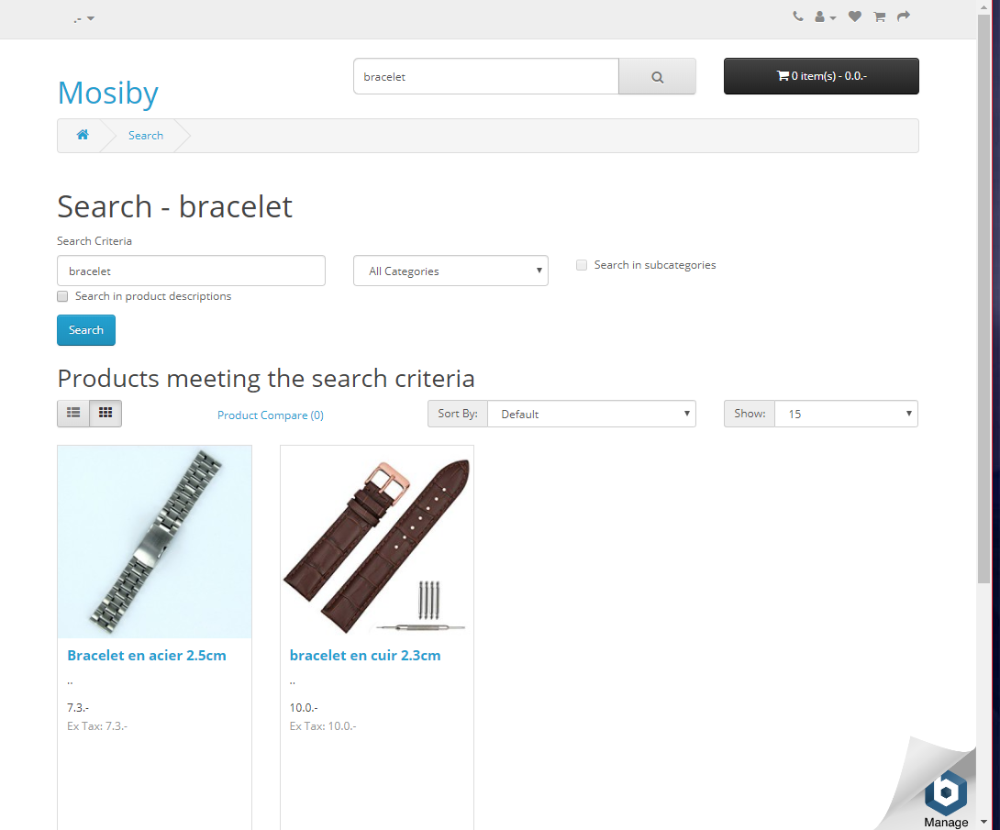 .-
bracelet
0 item(s) - 0.0.-
Mosiby
Search
Search - bracelet
Search Criteria
bracelet
All Categories
Search in subcategories
Search in product descriptions
Search
Products meeting the search criteria
Product Compare (0)
Sort By:
Default
Show:
15
Bracelet en acier 2.5cm
..
7.3.-
Ex Tax: 7.3.-
bracelet en cuir 2.3cm
..
10.0.-
Ex Tax: 10.0.-
Manage